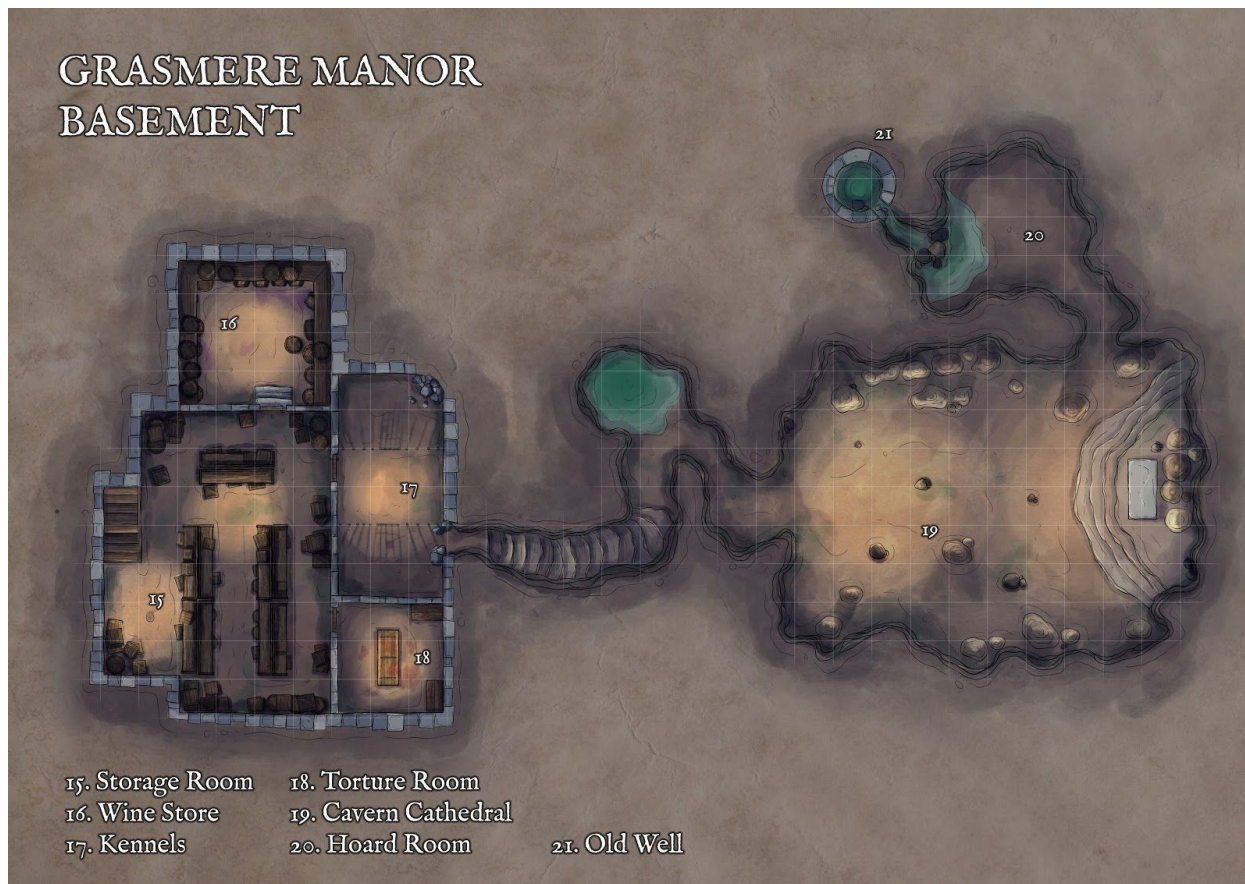 GRASMERE MANOR
BASEMENT
21
20
16
17
19
15
18
15. Storage Room
16. Wine Store
17. Kennels
18. Torture Room
19. Cavern Cathedral
20. Hoard Room
21. Old Well